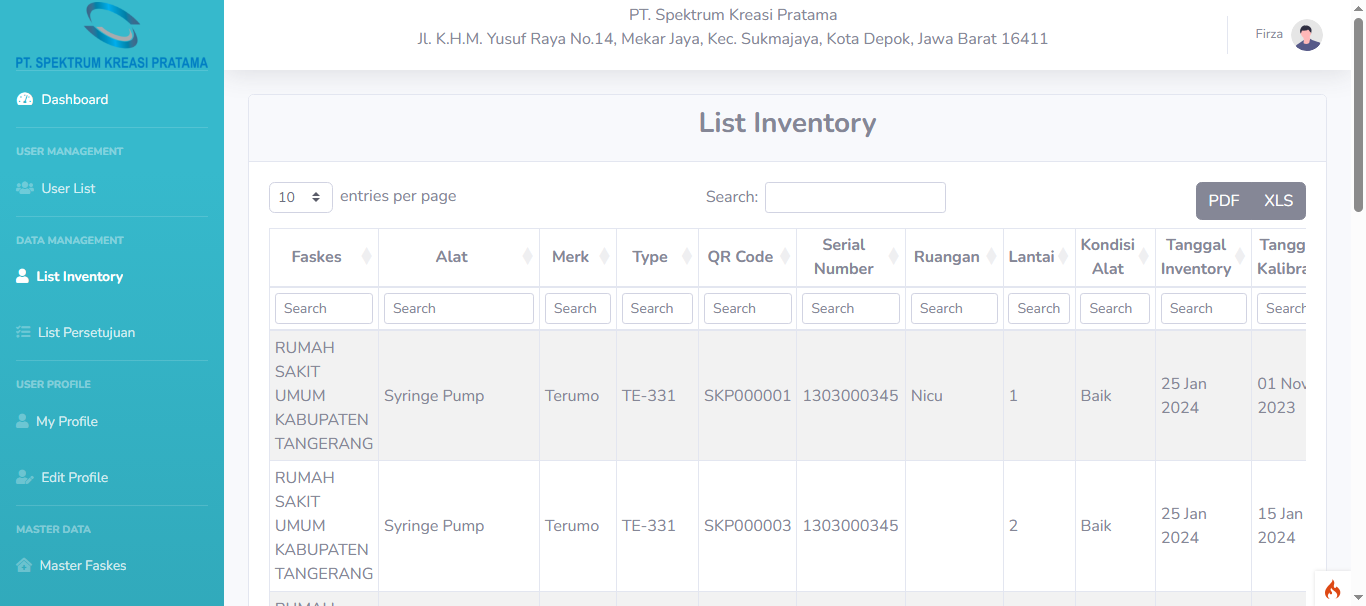 PT. SPEKTRUM KREASI PRATAMA
Dashboard
USER MANAGEMENT
User List
DATA MANAGEMENT
List Inventory
List Persetujuan
USER PROFILE
My Profile
Edit Profile
MASTER DATA
Master Faskes
PT. Spektrum Kreasi Pratama
Jl. K.H.M. Yusuf Raya No.14, Mekar Jaya, Kec. Sukmajaya, Kota Depok, Jawa Barat 16411
Firza
List Inventory
10 entries per page
Search:
PDF XLS
Faskes Alat Merk Type QR Code Serial Number Ruangan Lantai Kondisi Alat Tanggal Inventory
Search Search Search Search Search Search Search Search Search Search Search
RUMAH
SAKIT
UMUM
KABUPATEN
TANGERANG
Syringe Pump Terumo TE-331 SKP000001 1303000345 Nicu 1 Baik
25 Jan
2024
01 Nov
2023
RUMAH
SAKIT
UMUM
KABUPATEN
TANGERANG
Syringe Pump Terumo TE-331 SKP000003 1303000345 2 Baik
25 Jan
2024
15 Jan
2024
RUMAH